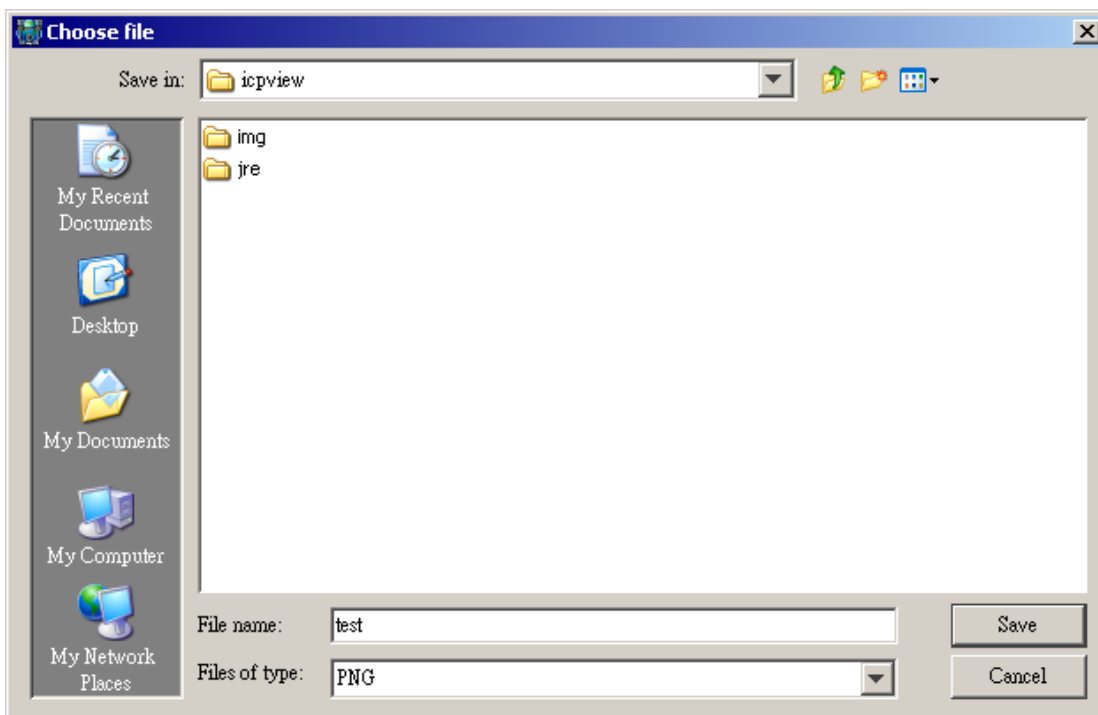 Choose file
Save in: icpview
img
jre
My Recent
Documents
Desktop
My Documents
My Computer
My Network
Places
File name: test
Save
Files of type: PNG
Cancel